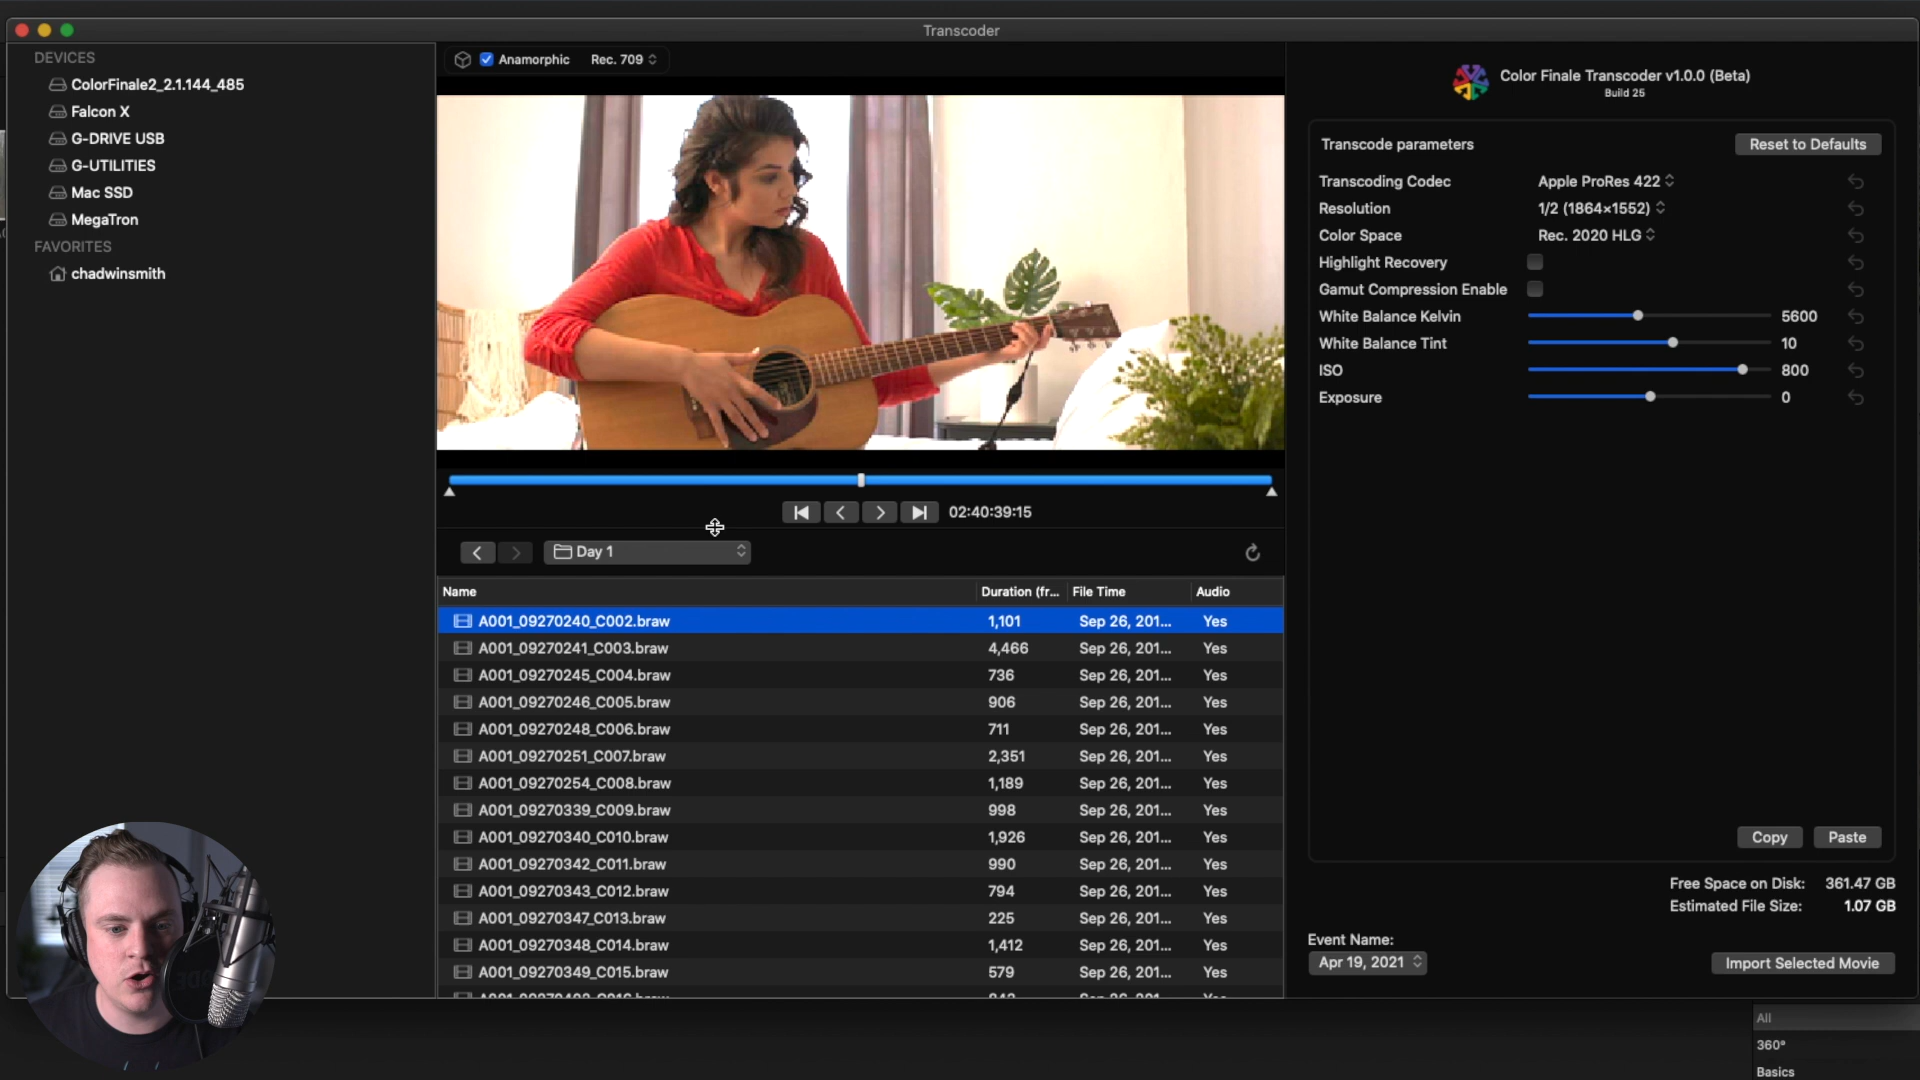 Transcoder
DEVICES
ColorFinale2_2.1.144_485
Falcon X
G-DRIVE USB
G-UTILITIES
Mac SSD
MegaTron
FAVORITES
chadwinsmith
Anamorphic Rec. 709
02:40:39:15
Day 1
Name Duration (fr... File Time Audio
A001_09270240_C002.braw 1,101 Sep 26, 201... Yes
A001_09270241_C003.braw 4,466 Sep 26, 201... Yes
A001_09270245_C004.braw 736 Sep 26, 201... Yes
A001_09270246_C005.braw 906 Sep 26, 201... Yes
A001_09270248_C006.braw 711 Sep 26, 201... Yes
A001_09270251_C007.braw 2,351 Sep 26, 201... Yes
A001_09270254_C008.braw 1,189 Sep 26, 201... Yes
A001_09270339_C009.braw 998 Sep 26, 201... Yes
A001_09270340_C010.braw 1,926 Sep 26, 201... Yes
A001_09270342_C011.braw 990 Sep 26, 201... Yes
A001_09270343_C012.braw 794 Sep 26, 201... Yes
A001_09270347_C013.braw 225 Sep 26, 201... Yes
A001_09270348_C014.braw 1,412 Sep 26, 201... Yes
A001_09270349_C015.braw 579 Sep 26, 201... Yes
Color Finale Transcoder v1.0.0 (Beta)
Build 25
Transcode parameters Reset to Defaults
Transcoding Codec Apple ProRes 422
Resolution 1/2 (1864×1552)
Color Space Rec. 2020 HLG
Highlight Recovery
Gamut Compression Enable
White Balance Kelvin 5600
White Balance Tint 10
ISO 800
Exposure 0
Copy Paste
Free Space on Disk: 361.47 GB
Estimated File Size: 1.07 GB
Event Name:
Apr 19, 2021 Import Selected Movie
All
360°
Basics